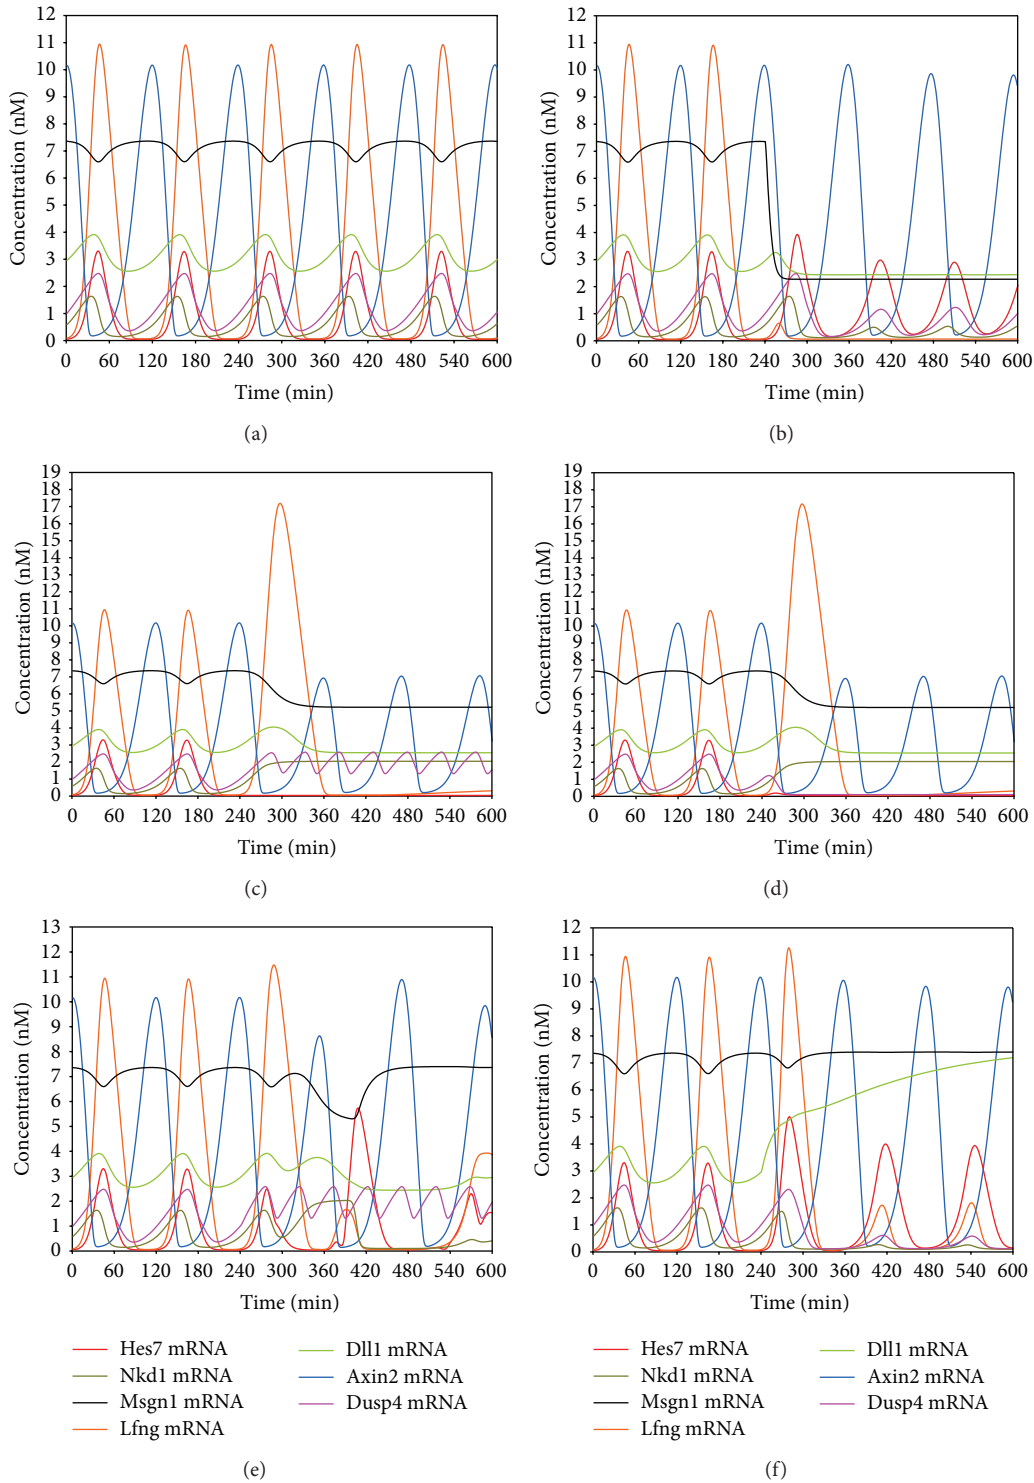 12
11
10
9
8
7
6
5
4
3
2
1
0
Concentration (nM)
0 60 120 180 240 300 360 420 480 540 600
Time (min)
(a)
12
11
10
9
8
7
6
5
4
3
2
1
0
Concentration (nM)
0 60 120 180 240 300 360 420 480 540 600
Time (min)
(b)
19
18
17
16
15
14
13
12
11
10
9
8
7
6
5
4
3
2
1
0
Concentration (nM)
0 60 120 180 240 300 360 420 480 540 600
Time (min)
(c)
19
18
17
16
15
14
13
12
11
10
9
8
7
6
5
4
3
2
1
0
Concentration (nM)
0 60 120 180 240 300 360 420 480 540 600
Time (min)
(d)
13
12
11
10
9
8
7
6
5
4
3
2
1
0
Concentration (nM)
0 60 120 180 240 300 360 420 480 540 600
Time (min)
Hes7 mRNA
Nkd1 mRNA
Msgn1 mRNA
Lfng mRNA
Dll1 mRNA
Axin2 mRNA
Dusp4 mRNA
(e)
12
11
10
9
8
7
6
5
4
3
2
1
0
Concentration (nM)
0 60 120 180 240 300 360 420 480 540 600
Time (min)
Hes7 mRNA
Nkd1 mRNA
Msgn1 mRNA
Lfng mRNA
Dll1 mRNA
Axin2 mRNA
Dusp4 mRNA
(f)